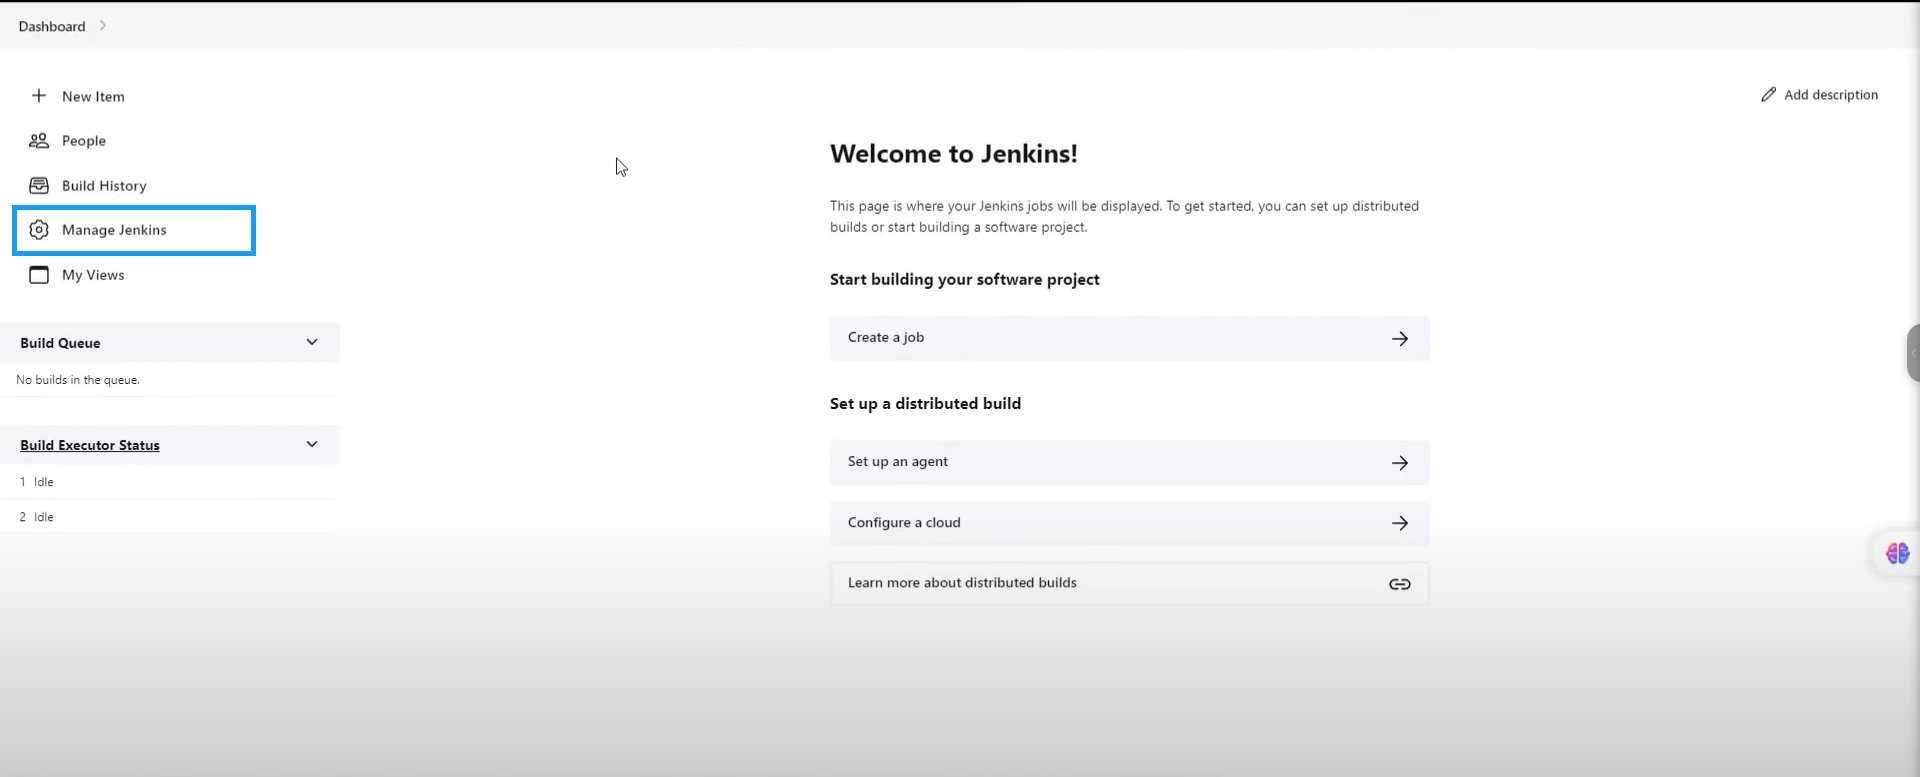 Dashboard
New Item
People
Build History
Manage Jenkins
My Views
Build Queue
No builds in the queue.
Build Executor Status
1 Idle
2 Idle
Add description
Welcome to Jenkins!
This page is where your Jenkins jobs will be displayed. To get started, you can set up distributed
builds or start building a software project.
Start building your software project
Create a job
Set up a distributed build
Set up an agent
Configure a cloud
Learn more about distributed builds